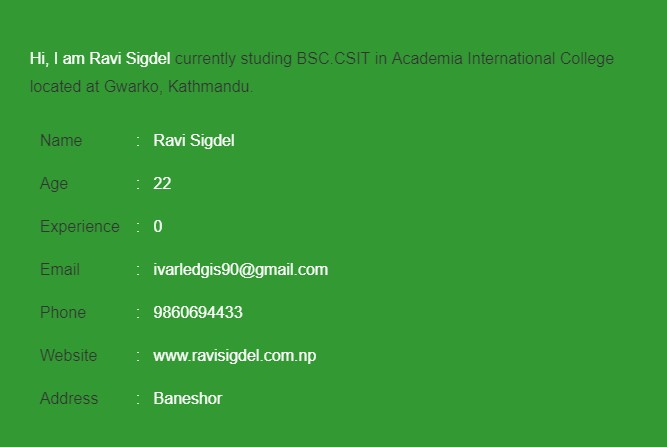 Hi, I am Ravi Sigdel currently studing BSC.CSIT in Academia International College
located at Gwarko, Kathmandu.
Name : Ravi Sigdel
Age : 22
Experience : 0
Email : ivarledgis90@gmail.com
Phone : 9860694433
Website : www.ravisigdel.com.np
Address : Baneshor